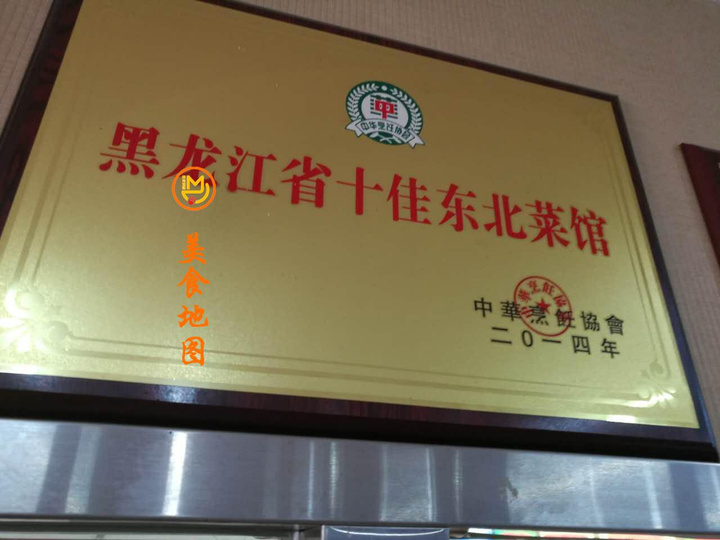 黑龙江省十佳东北菜馆
美食地图
中華烹飪協會
二〇一四年